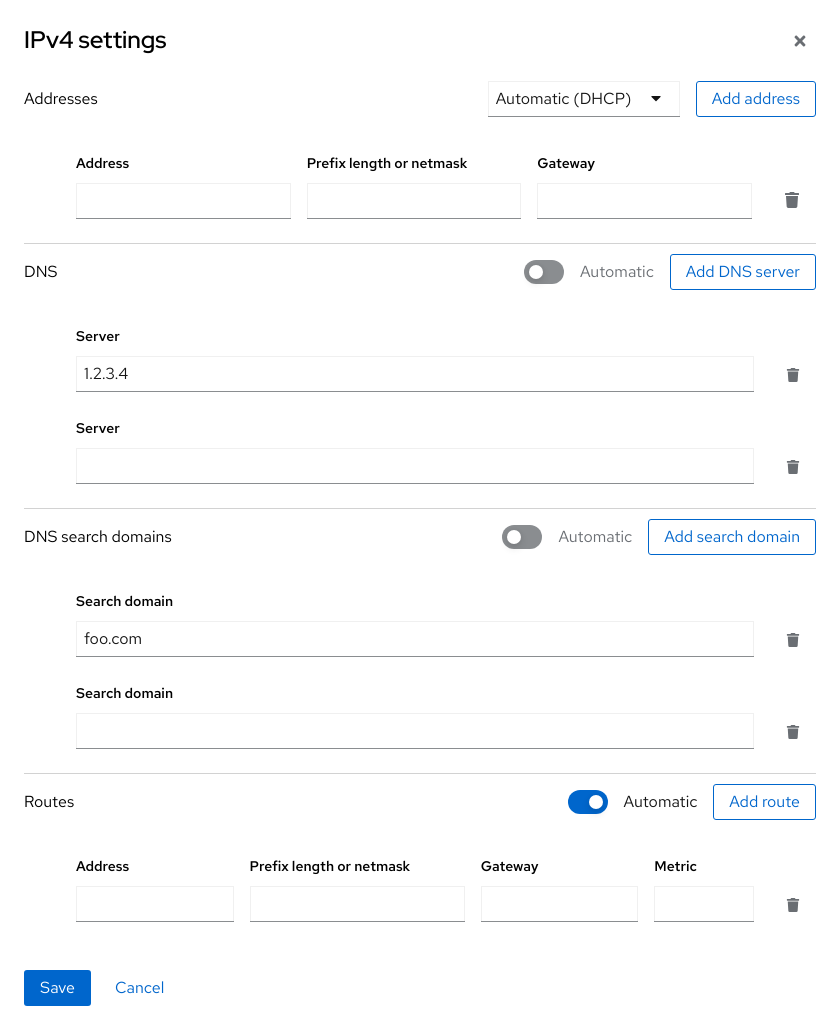 IPv4 settings
Addresses Automatic (DHCP) Add address
Address Prefix length or netmask Gateway
DNS Automatic Add DNS server
Server
1.2.3.4
Server
DNS search domains Automatic Add search domain
Search domain
foo.com
Search domain
Routes Automatic Add route
Address Prefix length or netmask Gateway Metric
Save Cancel